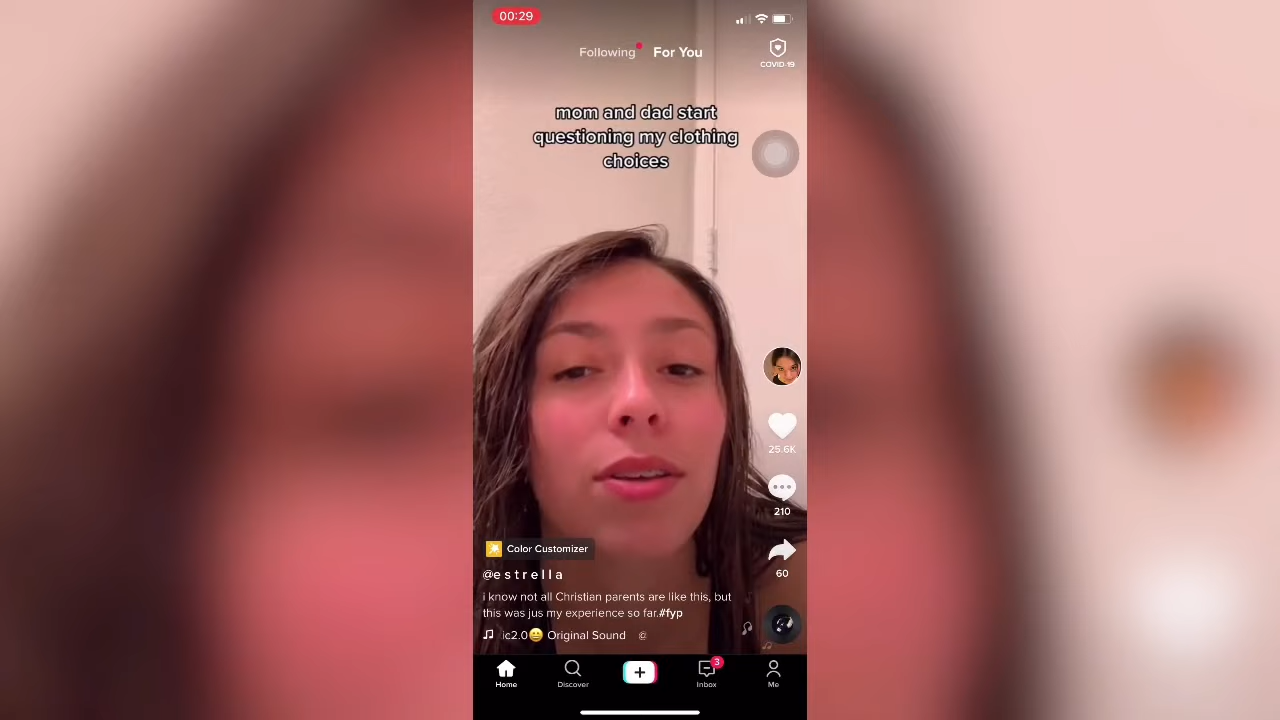 00:29
Following
For You
COVID-19
mom and dad start
questioning my clothing
choices
25.6K
210
60
Color Customizer
@e s t r e l l a
i know not all Christian parents are like this, but
this was jus my experience so far.#fyp
ic2.0😀 Original Sound @
Home
Discover
Inbox
3
Me